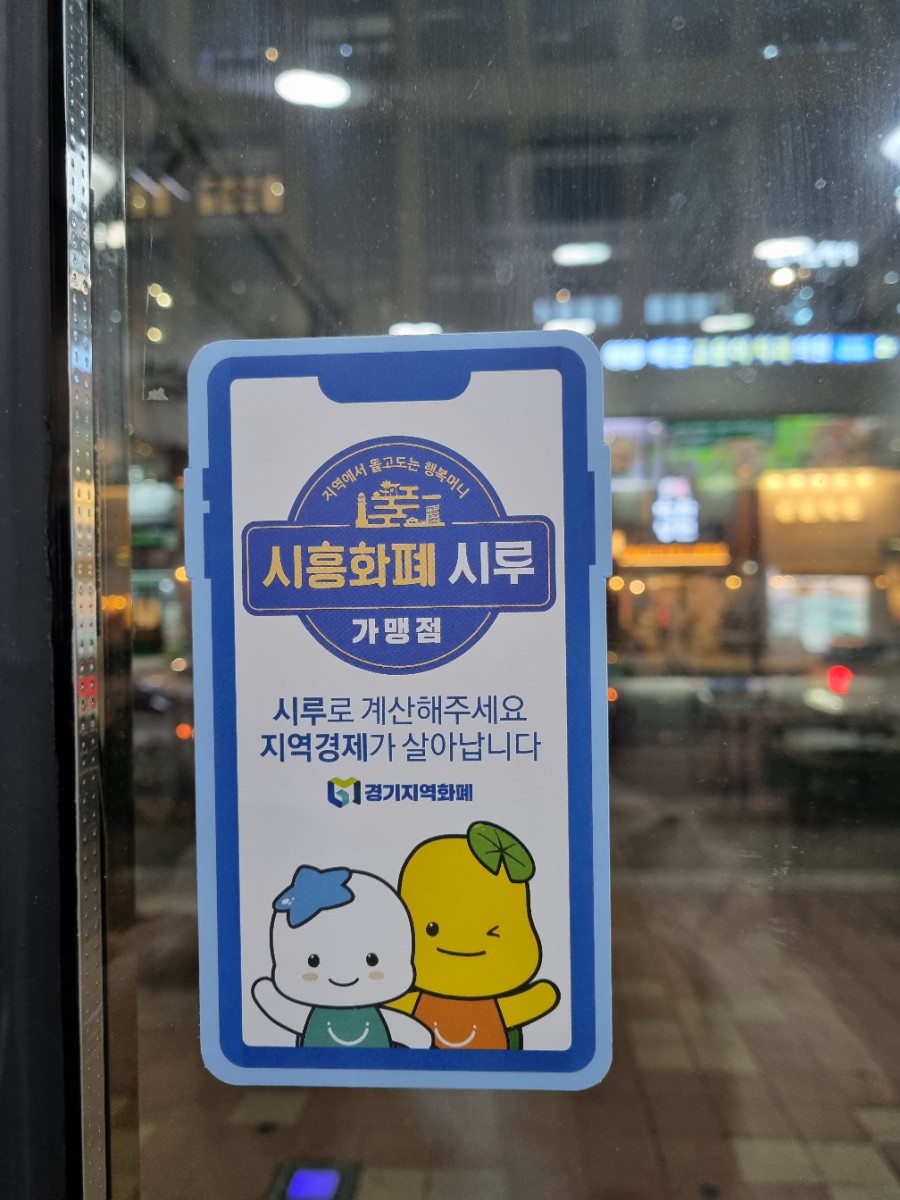 지역에서 돌고도는 행복머니
시흥화폐 시루
가맹점
시루로 계산해주세요
지역경제가 살아납니다
경기지역화폐